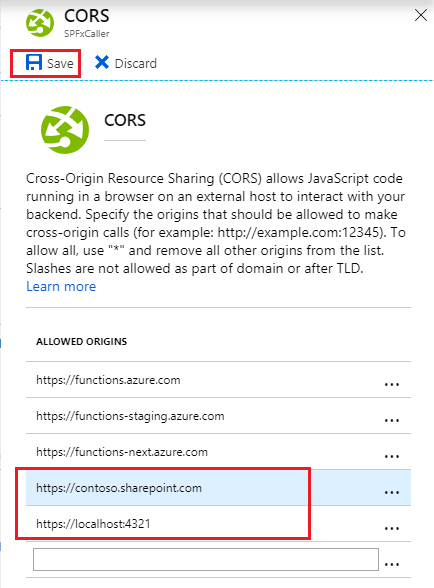 CORS
SPFxCaller
Save
Discard
CORS
Cross-Origin Resource Sharing (CORS) allows JavaScript code
running in a browser on an external host to interact with your
backend. Specify the origins that should be allowed to make
cross-origin calls (for example: http://example.com:12345). To
allow all, use "*" and remove all other origins from the list.
Slashes are not allowed as part of domain or after TLD.
Learn more
ALLOWED ORIGINS
https://functions.azure.com
https://functions-staging.azure.com
https://functions-next.azure.com
https://contoso.sharepoint.com
https://localhost:4321